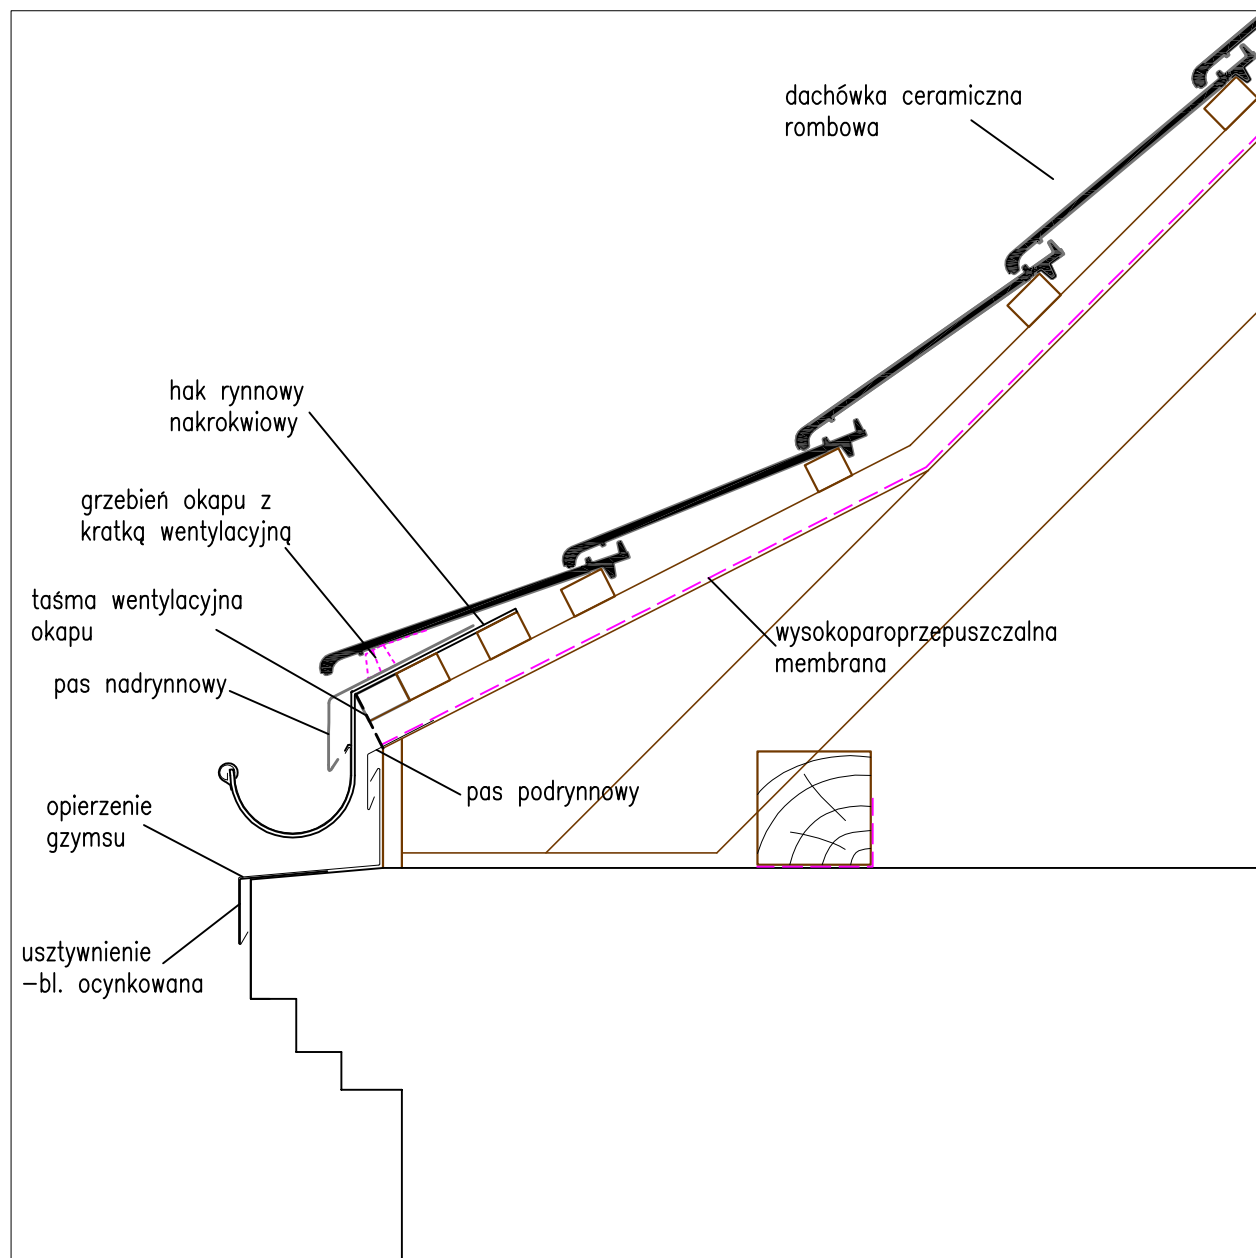 dachówka ceramiczna
rombowa
hak rynnowy
nakrokwiowy
grzebień okapu z
kratką wentylacyjną
taśma wentylacyjna
okapu
pas nadrynnowy
wysokoparoprzepuszczalna
membrana
pas podrynnowy
opierzenie
gzymsu
usztywnienie
-bl. ocynkowana